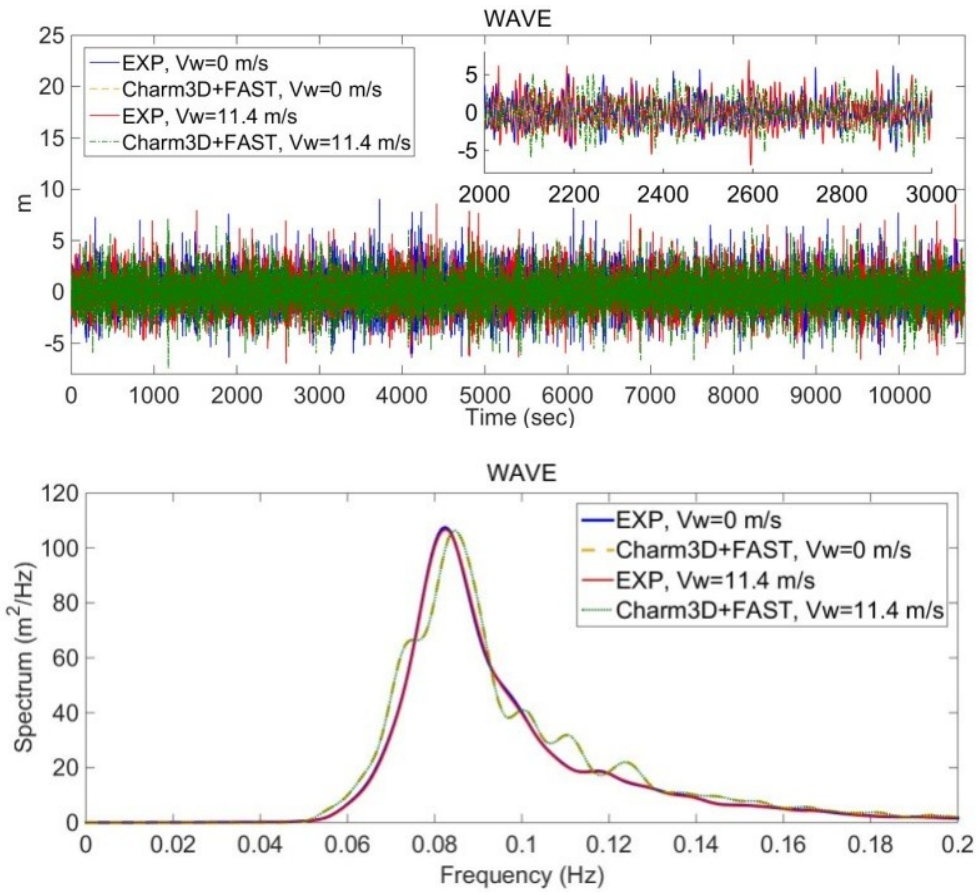 WAVE
25
20
15
10
5
0
-5
m
EXP, Vw=0 m/s
Charm3D+FAST, Vw=0 m/s
EXP, Vw=11.4 m/s
Charm3D+FAST, Vw=11.4 m/s
5
0
-5
2000 2200 2400 2600 2800 3000
0 1000 2000 3000 4000 5000 6000 7000 8000 9000 10000
Time (sec)
WAVE
120
100
80
60
40
20
0
Spectrum (m²/Hz)
EXP, Vw=0 m/s
Charm3D+FAST, Vw=0 m/s
EXP, Vw=11.4 m/s
Charm3D+FAST, Vw=11.4 m/s
0 0.02 0.04 0.06 0.08 0.1 0.12 0.14 0.16 0.18 0.2
Frequency (Hz)